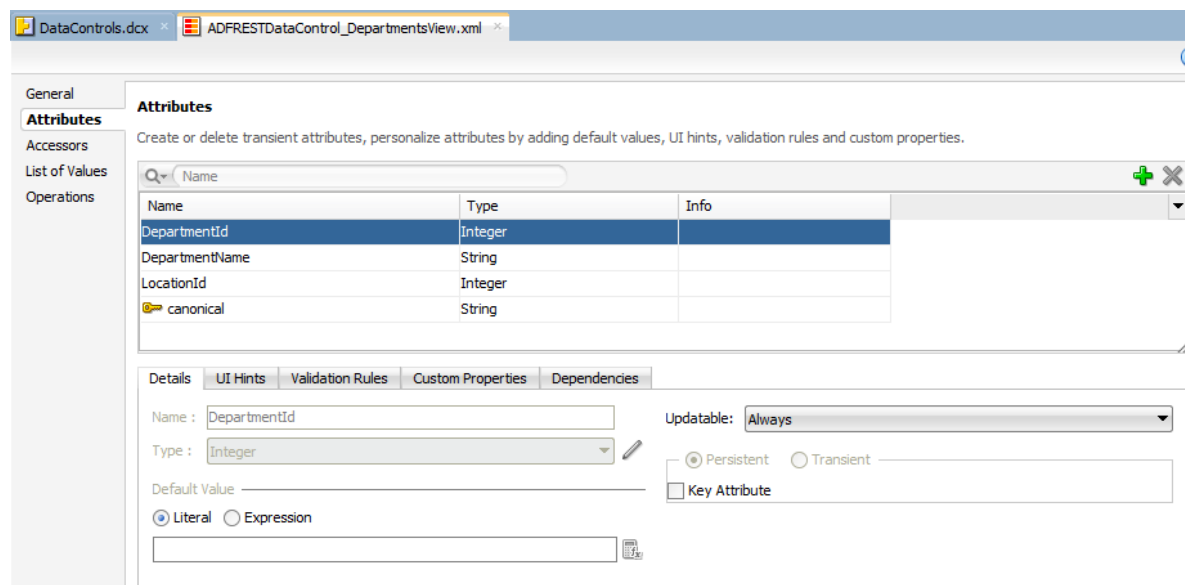 DataControls.dcx ADFRESTDataControl_DepartmentsView.xml
General
Attributes
Accessors
List of Values
Operations
Attributes
Create or delete transient attributes, personalize attributes by adding default values, UI hints, validation rules and custom properties.
Name
Name Type Info
DepartmentId Integer
DepartmentName String
LocationId Integer
canonical String
Details UI Hints Validation Rules Custom Properties Dependencies
Name : DepartmentId
Type : Integer
Default Value
Literal Expression
Updatable: Always
Persistent Transient
Key Attribute